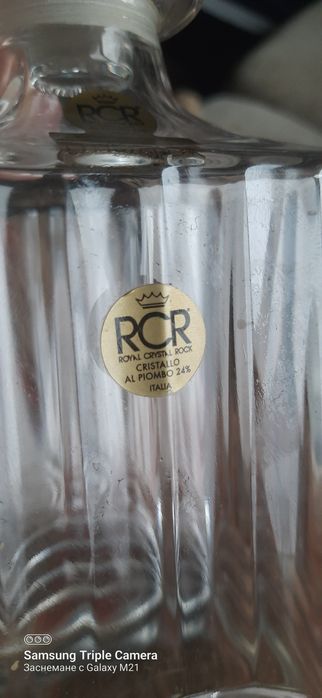 RCR
RCR
ROYAL CRYSTAL ROCK
CRISTALLO
AL PIOMBO 24%
ITALIA
Samsung Triple Camera
Заснемане с Galaxy M21